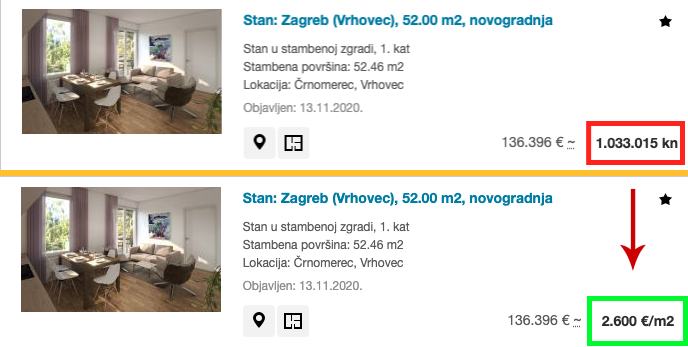 Stan: Zagreb (Vrhovec), 52.00 m2, novogradnja
Stan u stambenoj zgradi, 1. kat
Stambena površina: 52.46 m2
Lokacija: Črnomerec, Vrhovec
Objavljen: 13.11.2020.
136.396 € ~ 1.033.015 kn
Stan: Zagreb (Vrhovec), 52.00 m2, novogradnja
Stan u stambenoj zgradi, 1. kat
Stambena površina: 52.46 m2
Lokacija: Črnomerec, Vrhovec
Objavljen: 13.11.2020.
136.396 € ~ 2.600 €/m2